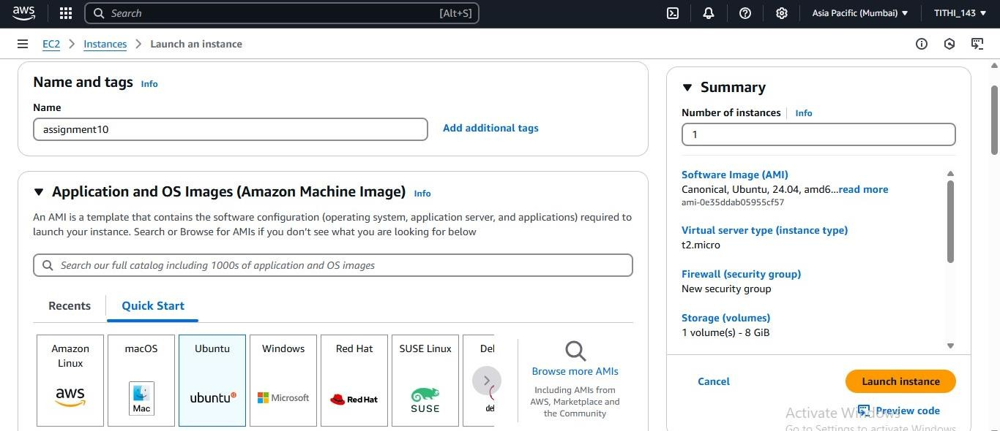 aws
Search [Alt+S]
Asia Pacific (Mumbai) ▼
TITHI_143 ▼
EC2 > Instances > Launch an instance
Name and tags Info
Name
assignment10
Add additional tags
▼ Application and OS Images (Amazon Machine Image) Info
An AMI is a template that contains the software configuration (operating system, application server, and applications) required to
launch your instance. Search or Browse for AMIs if you don’t see what you are looking for below
Search our full catalog including 1000s of application and OS images
Recents
Quick Start
Amazon
Linux
aws
macOS
Mac
Ubuntu
ubuntu
Windows
Microsoft
Red Hat
Red Hat
SUSE Linux
SUSE
Del
del
Browse more AMIs
Including AMIs from
AWS, Marketplace and
the Community
▼ Summary
Number of instances Info
1
Software Image (AMI)
Canonical, Ubuntu, 24.04, amd6...read more
ami-0e35ddab05955cf57
Virtual server type (instance type)
t2.micro
Firewall (security group)
New security group
Storage (volumes)
1 volume(s) - 8 GiB
Cancel
Launch instance
Preview code
Activate Windows
Go to Settings to activate Windows